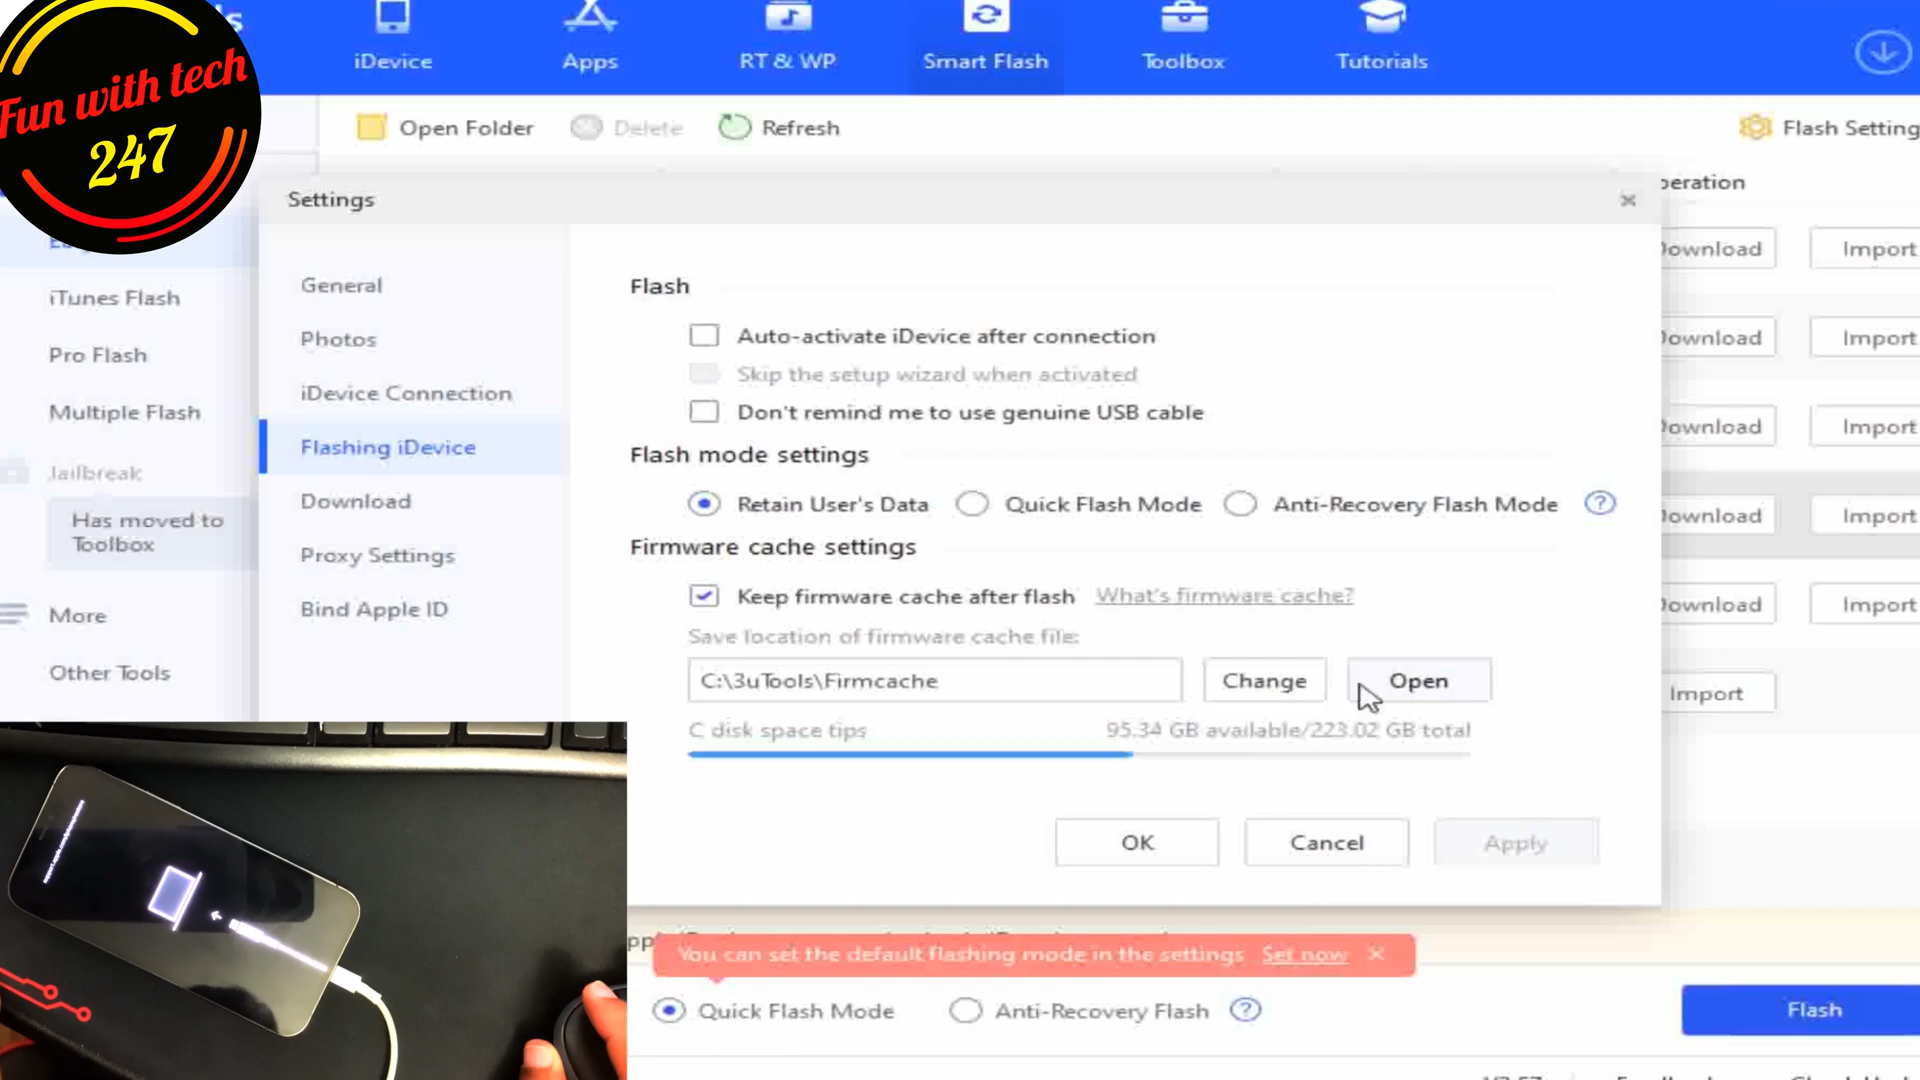 Fun with tech
247
iDevice
Apps
RT & WP
Smart Flash
Toolbox
Tutorials
Open Folder
Delete
Refresh
Flash Setting
peration
Settings
General
Photos
iDevice Connection
Flashing iDevice
Download
Proxy Settings
Bind Apple ID
iTunes Flash
Pro Flash
Multiple Flash
Jailbreak
Has moved to
Toolbox
More
Other Tools
Flash
Auto-activate iDevice after connection
Skip the setup wizard when activated
Don't remind me to use genuine USB cable
Flash mode settings
Retain User's Data
Quick Flash Mode
Anti-Recovery Flash Mode
?
Firmware cache settings
Keep firmware cache after flash
What's firmware cache?
Save location of firmware cache file:
C:\3uTools\Firmcache
Change
Open
C disk space tips
95.34 GB available/223.02 GB total
OK
Cancel
Apply
ownload
Import
ownload
Import
ownload
Import
ownload
Import
ownload
Import
Import
You can set the default flashing mode in the settings
Set now
Quick Flash Mode
Anti-Recovery Flash
?
Flash